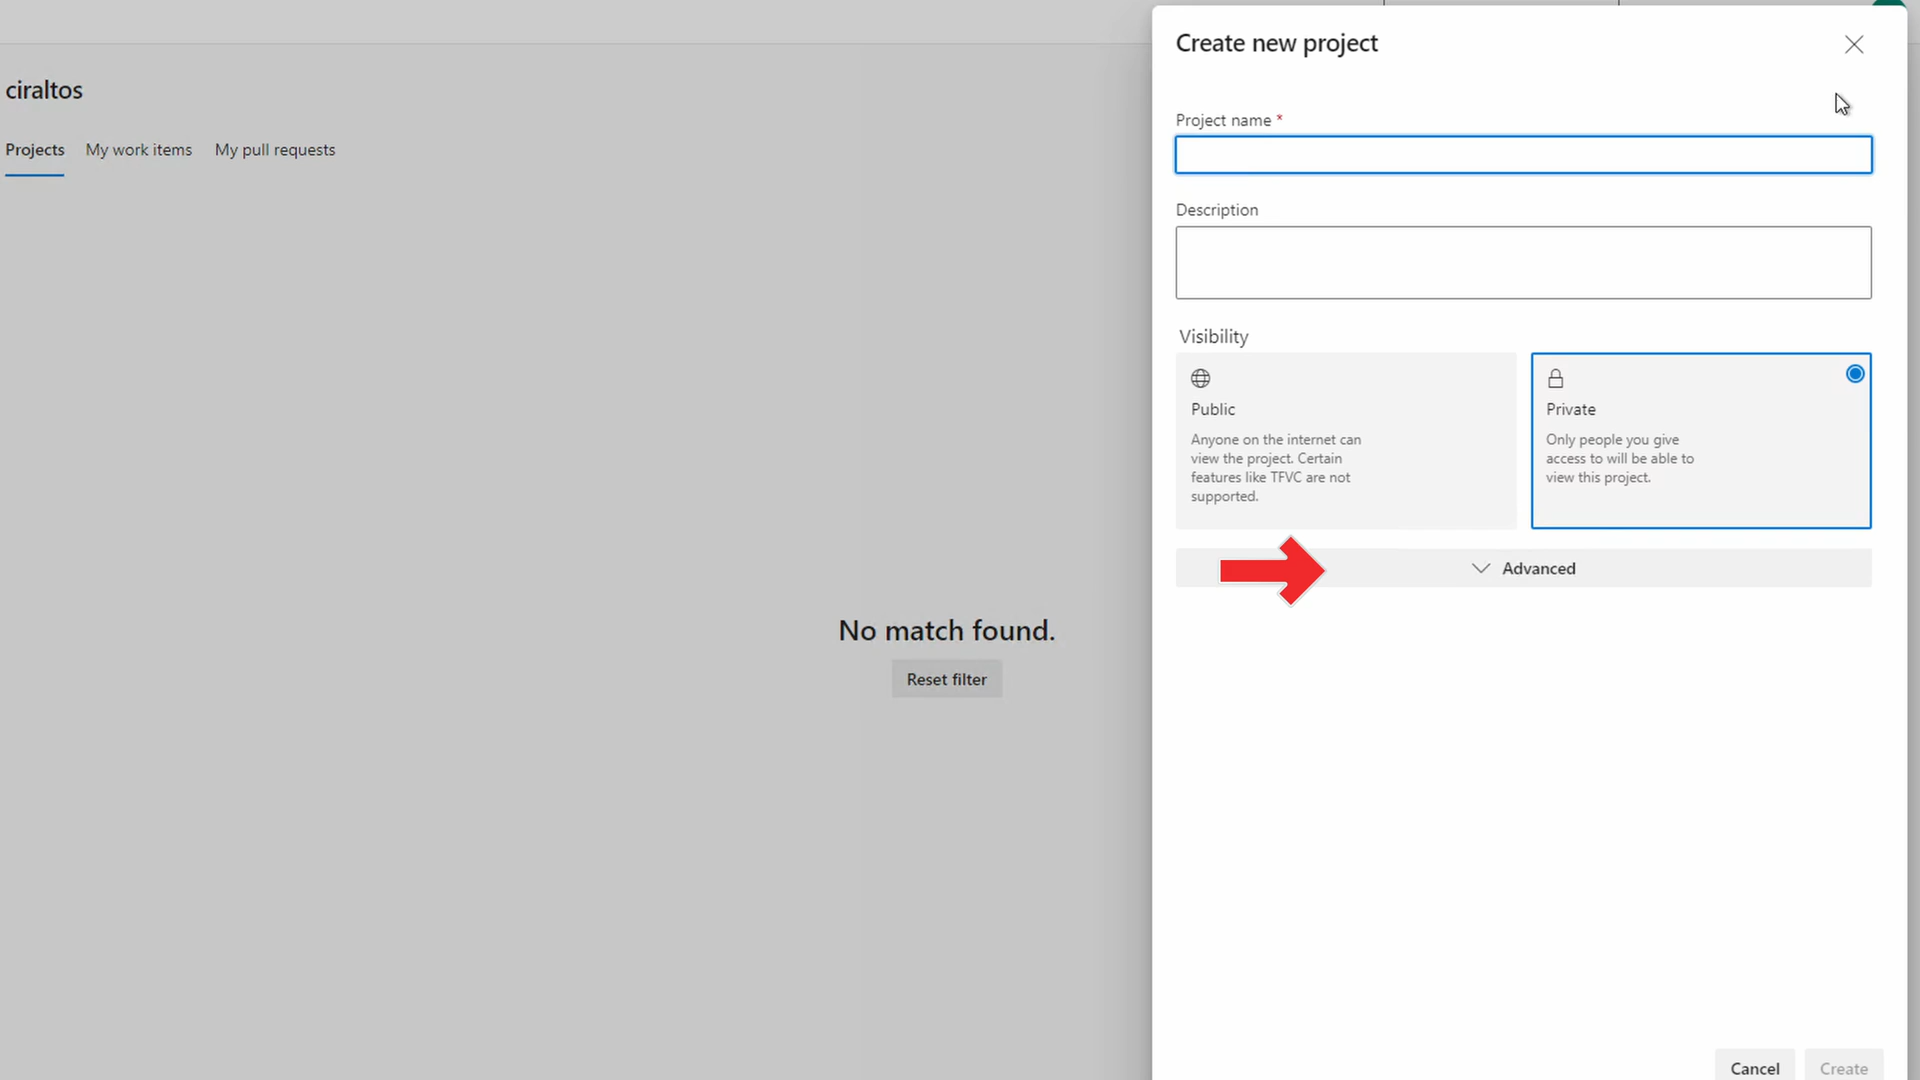 ciraltos
Projects
My work items
My pull requests
No match found.
Reset filter
Create new project
Project name *
Description
Visibility
Public
Anyone on the internet can
view the project. Certain
features like TFVC are not
supported.
Private
Only people you give
access to will be able to
view this project.
Advanced
Cancel
Create